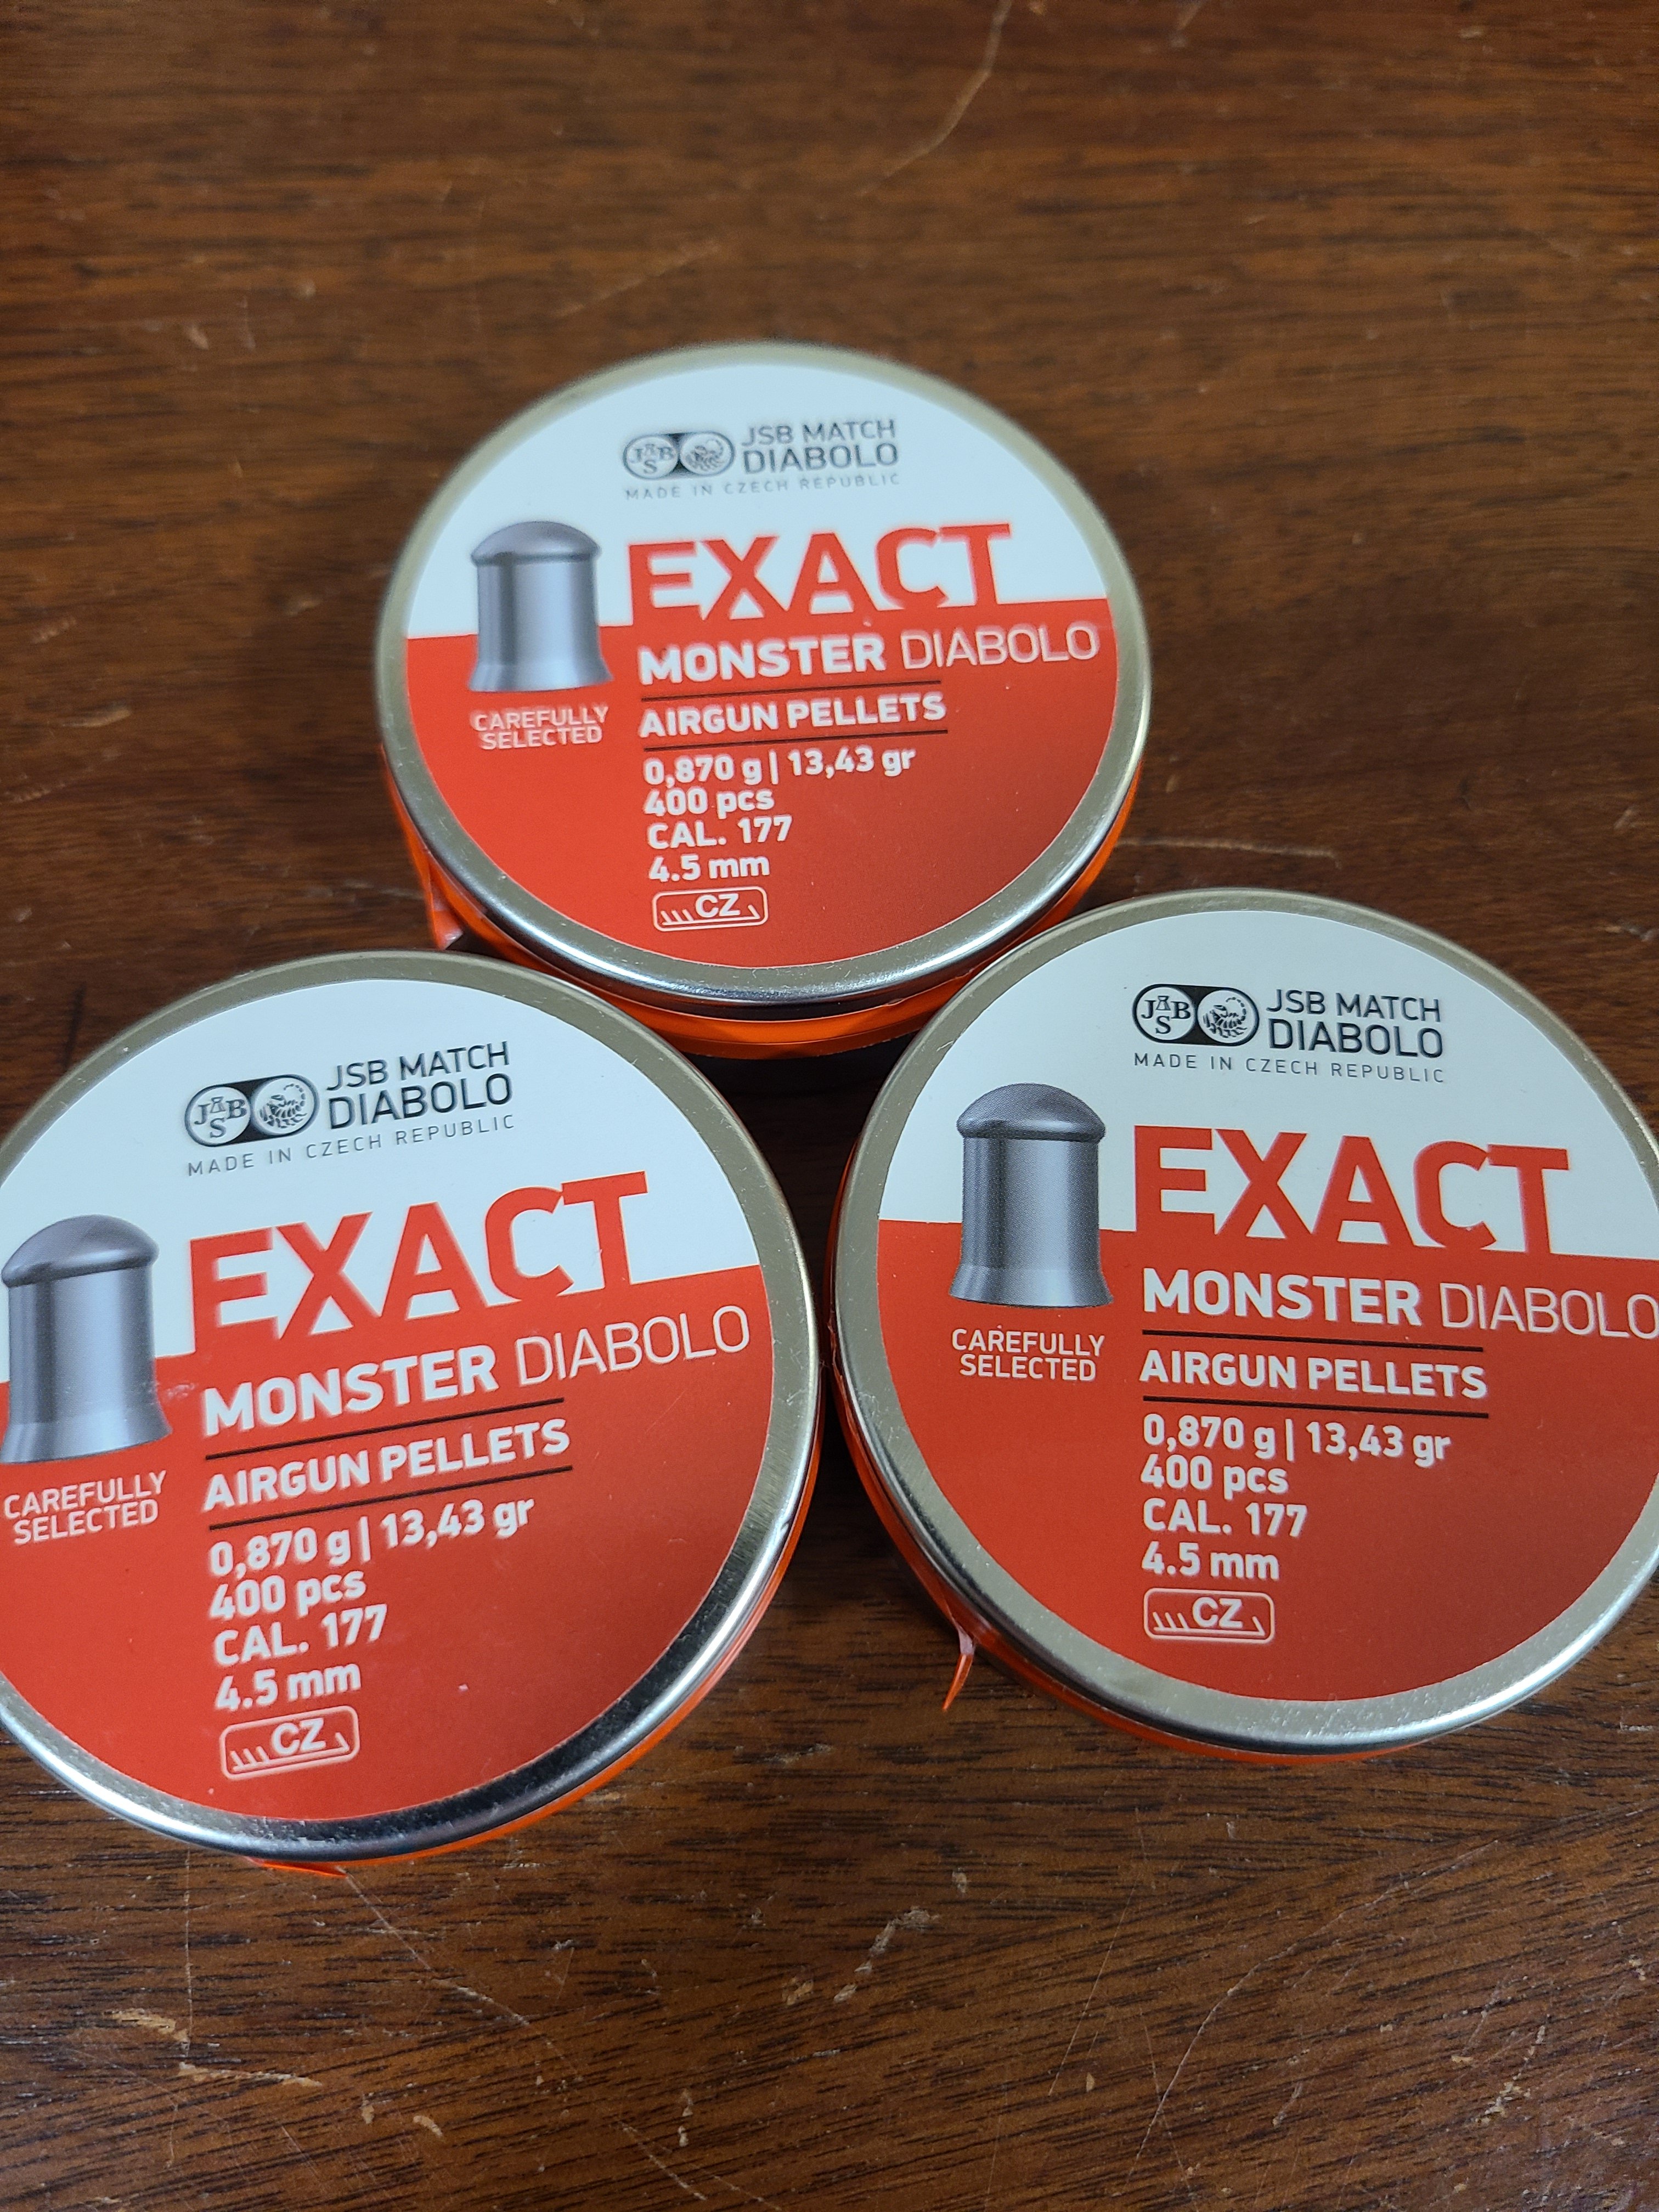 JSB
JSB MATCH
DIABOLO
MADE IN CZECH REPUBLIC
EXACT
MONSTER DIABOLO
AIRGUN PELLETS
CAREFULLY
SELECTED
0,870 g | 13,43 gr
400 pcs
CAL. 177
4.5 mm
CZ
JSB
JSB MATCH
DIABOLO
MADE IN CZECH REPUBLIC
EXACT
MONSTER DIABOLO
AIRGUN PELLETS
CAREFULLY
SELECTED
0,870 g | 13,43 gr
400 pcs
CAL. 177
4.5 mm
CZ
JSB
JSB MATCH
DIABOLO
MADE IN CZECH REPUBLIC
EXACT
MONSTER DIABOLO
AIRGUN PELLETS
CAREFULLY
SELECTED
0,870 g | 13,43 gr
400 pcs
CAL. 177
4.5 mm
CZ